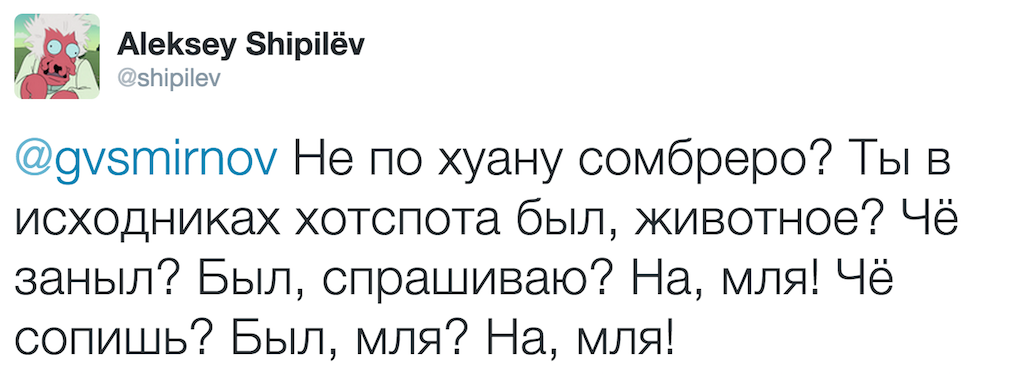 Aleksey Shipilëv
@shipilev
@gvsmirnov Не по хуану сомбреро? Ты в
исходниках хотспота был, животное? Чё
заныл? Был, спрашиваю? На, мля! Чё
сопишь? Был, мля? На, мля!